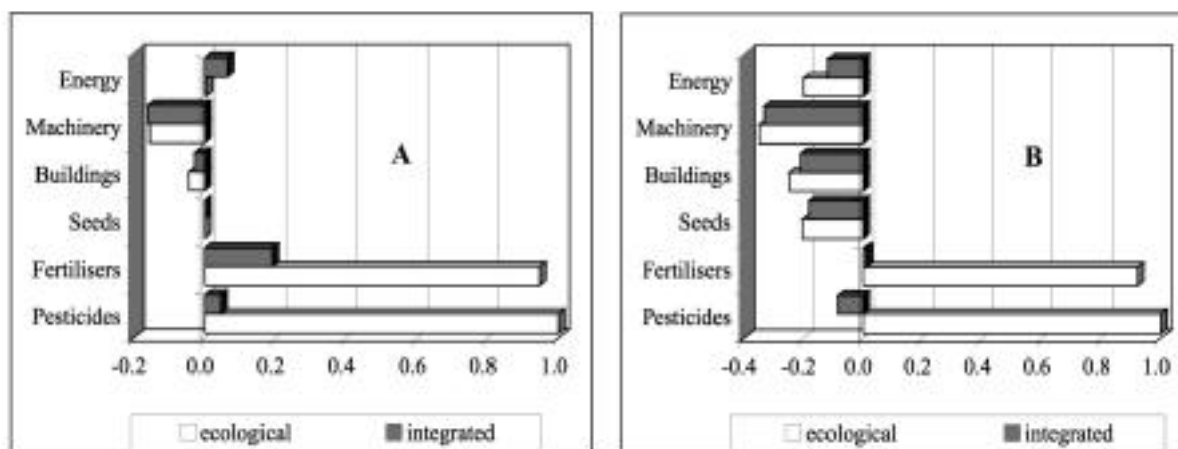 Energy
Machinery
Buildings
Seeds
Fertilisers
Pesticides
A
-0.2 0.0 0.2 0.4 0.6 0.8 1.0
ecological integrated
Energy
Machinery
Buildings
Seeds
Fertilisers
Pesticides
B
-0.4 -0.2 0.0 0.2 0.4 0.6 0.8 1.0
ecological integrated